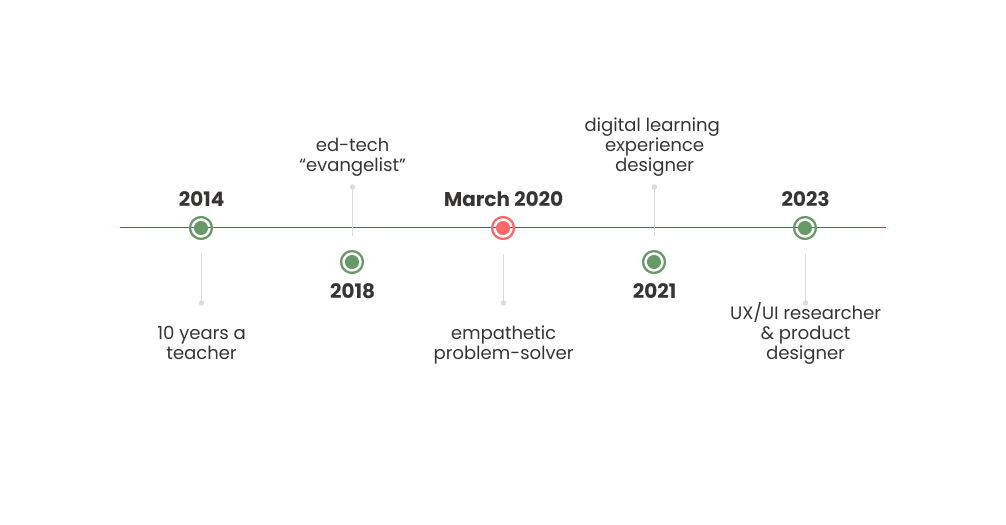 2014
10 years a
teacher
ed-tech
“evangelist”
2018
March 2020
empathetic
problem-solver
digital learning
experience
designer
2021
2023
UX/UI researcher
& product
designer